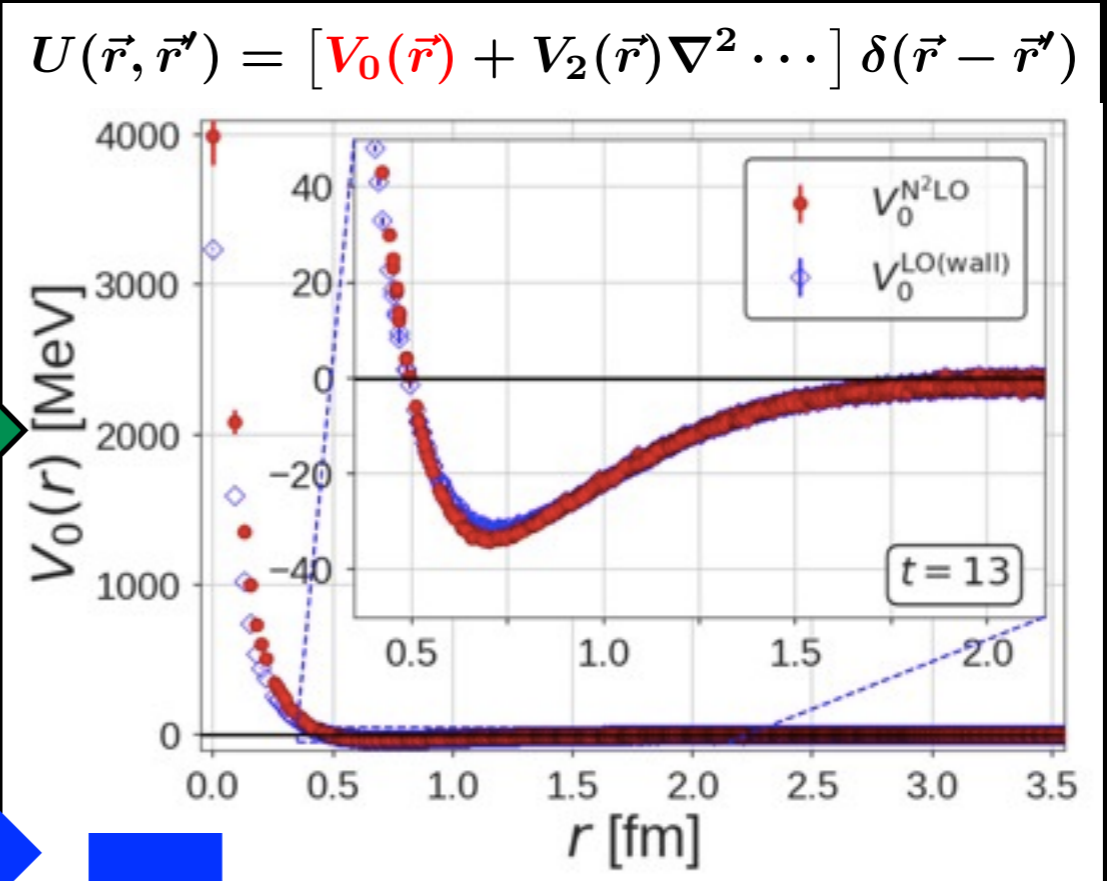 U(r⃗, r⃗′) = [V₀(r⃗) + V₂(r⃗)∇² ⋯] δ(r⃗ − r⃗′)
4000
3000
2000
1000
0
V₀(r) [MeV]
40
20
0
−20
−40
V₀^{N²LO}
V₀^{LO(wall)}
t = 13
0.5 1.0 1.5 2.0
0.0 0.5 1.0 1.5 2.0 2.5 3.0 3.5
r [fm]